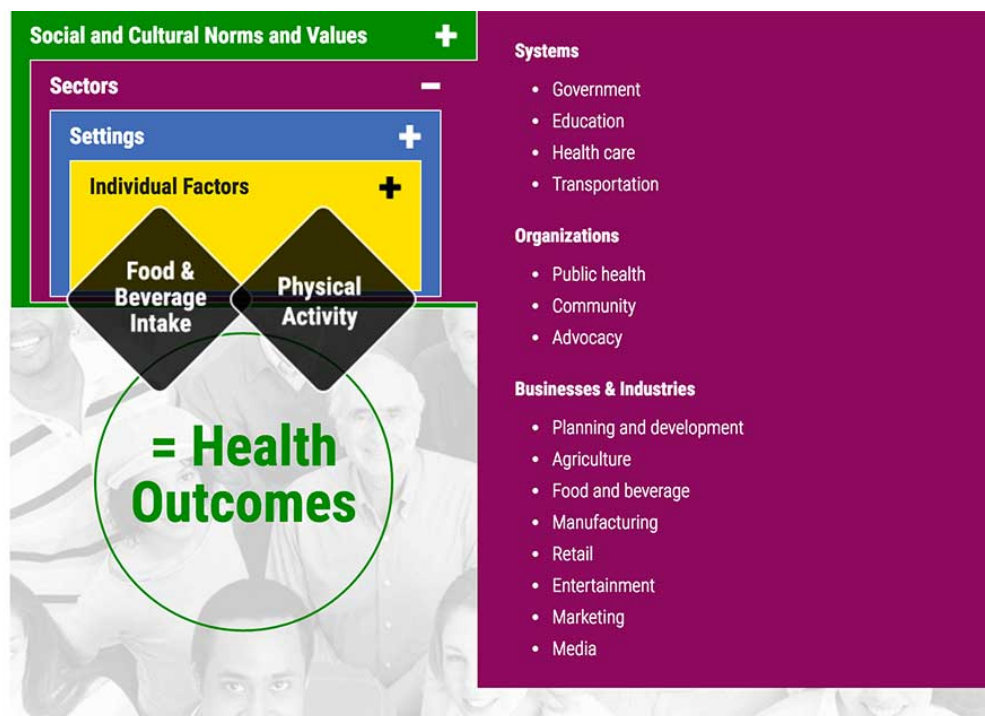 Social and Cultural Norms and Values +
Sectors −
Settings +
Individual Factors +
Food &
Beverage
Intake
Physical
Activity
= Health
Outcomes
Systems
• Government
• Education
• Health care
• Transportation
Organizations
• Public health
• Community
• Advocacy
Businesses & Industries
• Planning and development
• Agriculture
• Food and beverage
• Manufacturing
• Retail
• Entertainment
• Marketing
• Media